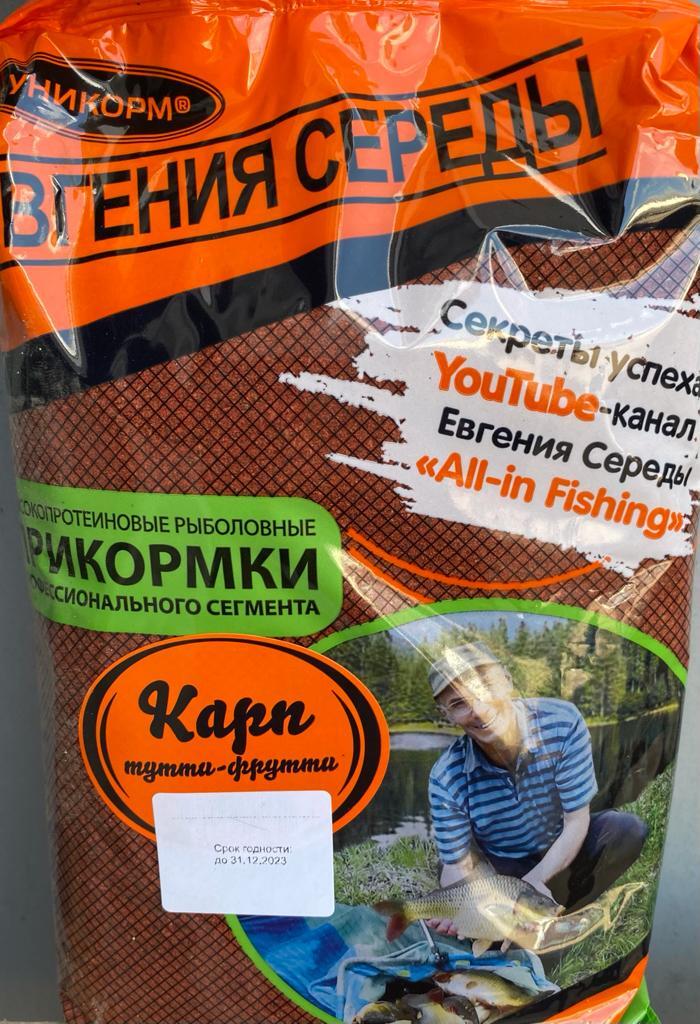 УНИКОРМ®
ВГЕНИЯ СЕРЕДЫ
Секреты успеха
YouTube-канал
Евгения Середы
«All-in Fishing»
ОКОПРОТЕИНОВЫЕ РЫБОЛОВНЫЕ
РИКОРМКИ
ОФЕССИОНАЛЬНОГО СЕГМЕНТА
Карп
тутти-фрутти
Срок годности:
до 31.12.2023